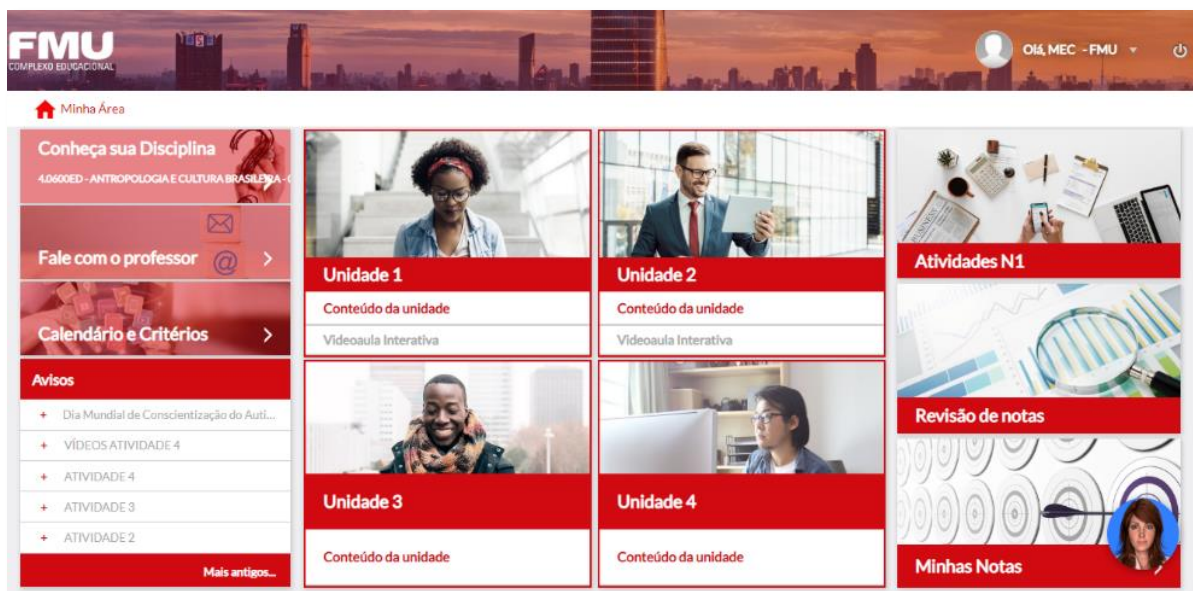 FMU
COMPLEXO EDUCACIONAL
Olá, MEC - FMU
Minha Área
Conheça sua Disciplina
4.0600ED - ANTROPOLOGIA E CULTURA BRASILEIRA - C
Fale com o professor
@
Calendário e Critérios
Avisos
+ Dia Mundial de Conscientização do Auti...
+ VÍDEOS ATIVIDADE 4
+ ATIVIDADE 4
+ ATIVIDADE 3
+ ATIVIDADE 2
Mais antigos...
Unidade 1
Conteúdo da unidade
Videoaula Interativa
Unidade 2
Conteúdo da unidade
Videoaula Interativa
Unidade 3
Conteúdo da unidade
Unidade 4
Conteúdo da unidade
BUSINESS
Atividades N1
Revisão de notas
Minhas Notas